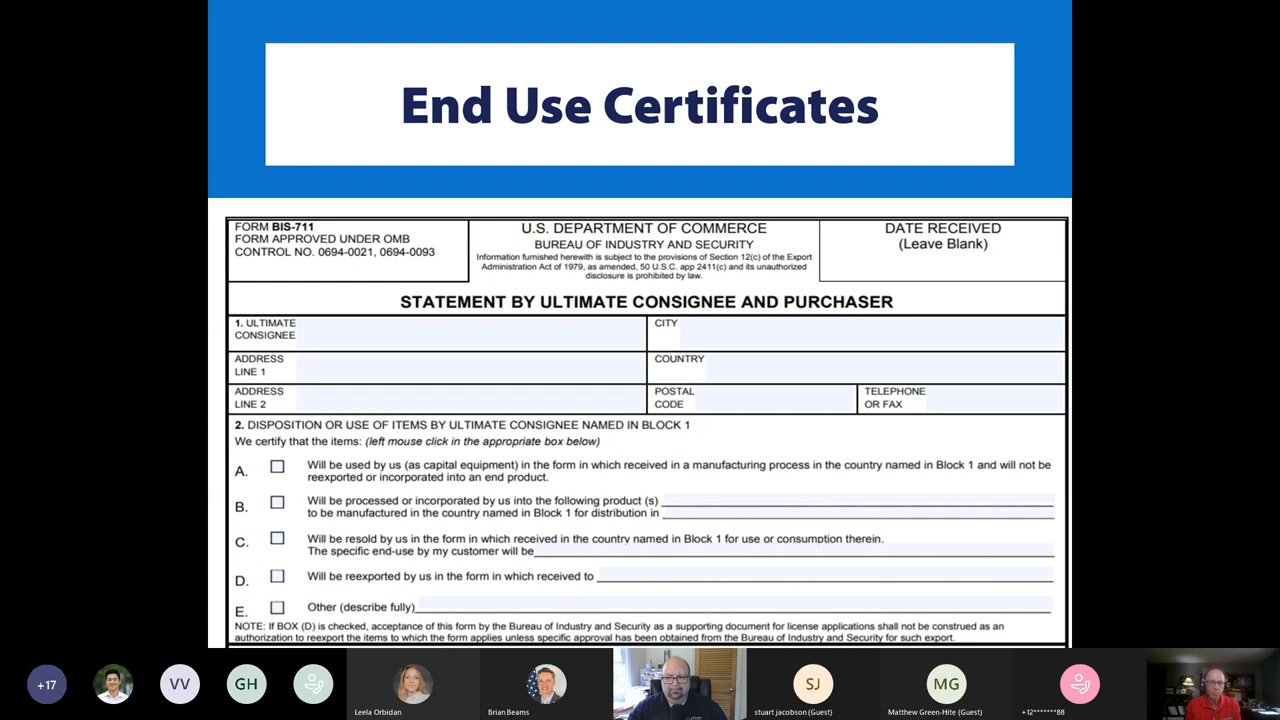 End Use Certificates
FORM BIS-711
FORM APPROVED UNDER OMB
CONTROL NO. 0694-0021, 0694-0093
U.S. DEPARTMENT OF COMMERCE
BUREAU OF INDUSTRY AND SECURITY
Information furnished herewith is subject to the provisions of Section 12(c) of the Export
Administration Act of 1979, as amended, 50 U.S.C. app 2411(c) and its unauthorized
disclosure is prohibited by law.
DATE RECEIVED
(Leave Blank)
STATEMENT BY ULTIMATE CONSIGNEE AND PURCHASER
1. ULTIMATE
CONSIGNEE
CITY
ADDRESS
LINE 1
COUNTRY
ADDRESS
LINE 2
POSTAL
CODE
TELEPHONE
OR FAX
2. DISPOSITION OR USE OF ITEMS BY ULTIMATE CONSIGNEE NAMED IN BLOCK 1
We certify that the items: (left mouse click in the appropriate box below)
A. Will be used by us (as capital equipment) in the form in which received in a manufacturing process in the country named in Block 1 and will not be
reexported or incorporated into an end product.
B. Will be processed or incorporated by us into the following product (s)
to be manufactured in the country named in Block 1 for distribution in
C. Will be resold by us in the form in which received in the country named in Block 1 for use or consumption therein.
The specific end-use by my customer will be
D. Will be reexported by us in the form in which received to
E. Other (describe fully)
NOTE: If BOX (D) is checked, acceptance of this form by the Bureau of Industry and Security as a supporting document for license applications shall not be construed as an
authorization to reexport the items to which the form applies unless specific approval has been obtained from the Bureau of Industry and Security for such export.
+17
VV
GH
Leela Orbidan
Brian Beams
SJ
stuart jacobson (Guest)
MG
Matthew Green-Hite (Guest)
+12*******88